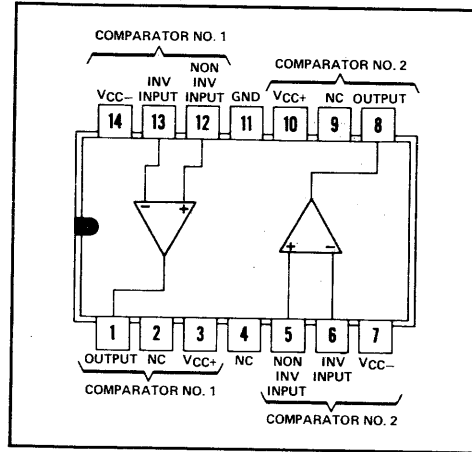 COMPARATOR NO. 1
COMPARATOR NO. 2
VCC– INV INPUT NON INV INPUT GND VCC+ NC OUTPUT
14 13 12 11 10 9 8
– +
+ –
1 2 3 4 5 6 7
OUTPUT NC VCC+ NC NON INV INPUT INV INPUT VCC–
COMPARATOR NO. 1
COMPARATOR NO. 2